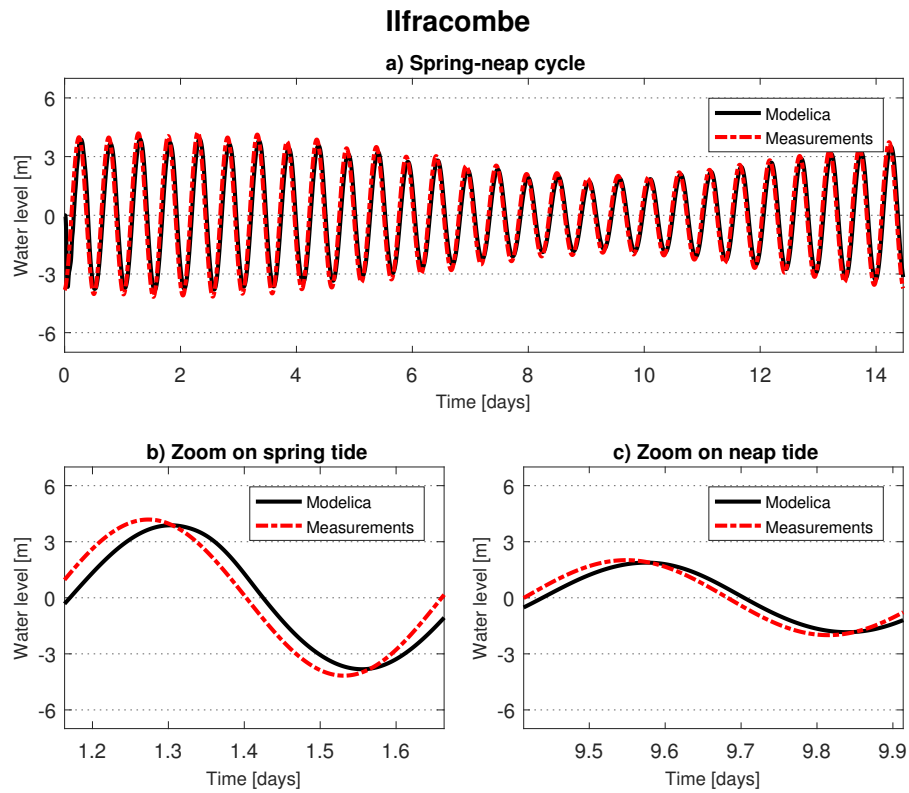 Ilfracombe
a) Spring-neap cycle
6
3
0
-3
-6
Water level [m]
Modelica
Measurements
0 2 4 6 8 10 12 14
Time [days]
b) Zoom on spring tide
6
3
0
-3
-6
Water level [m]
Modelica
Measurements
1.2 1.3 1.4 1.5 1.6
Time [days]
c) Zoom on neap tide
6
3
0
-3
-6
Water level [m]
Modelica
Measurements
9.5 9.6 9.7 9.8 9.9
Time [days]